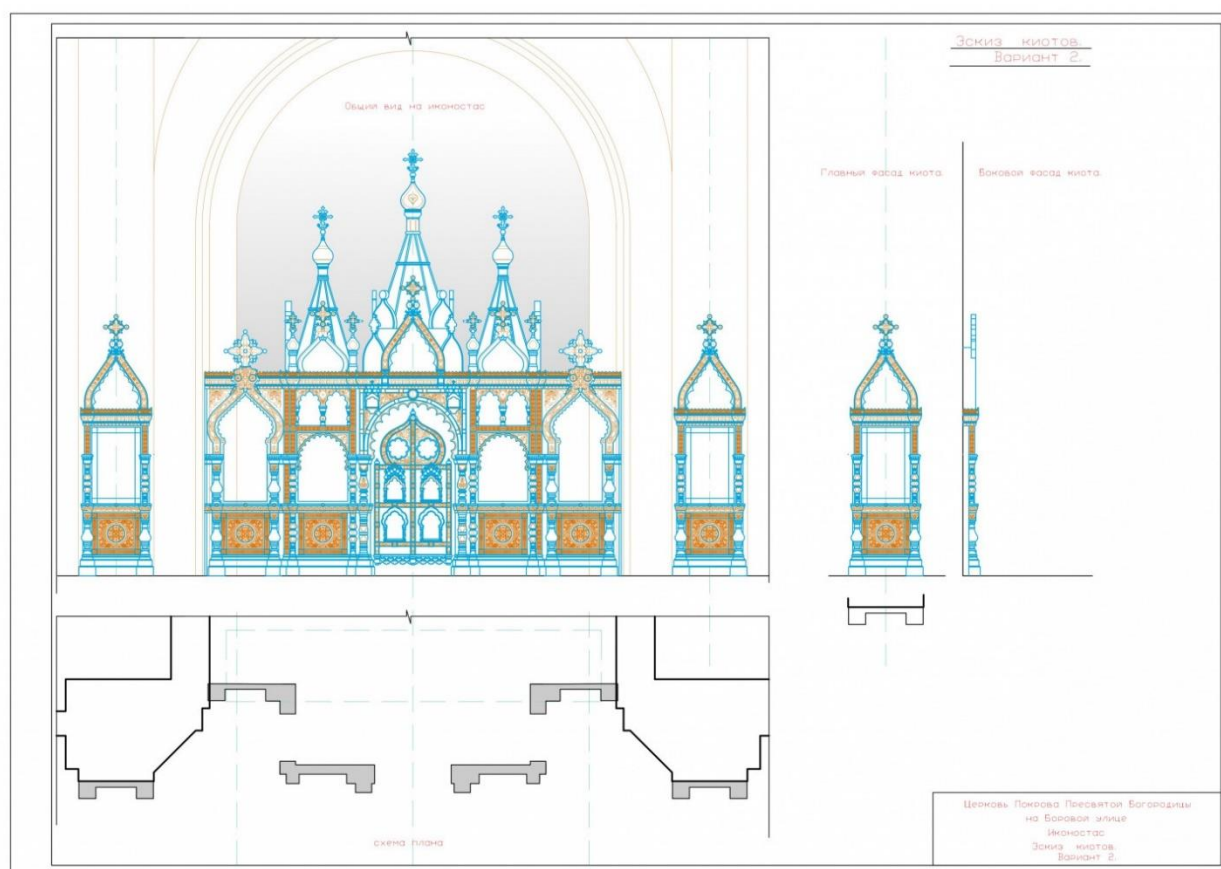 Эскиз киотов.
Вариант 2.
Общий вид на иконостас
Главный фасад киота.
Боковой фасад киота.
схема плана
Церковь Покрова Пресвятой Богородицы
на Боровой улице
Иконостас
Эскиз киотов.
Вариант 2.